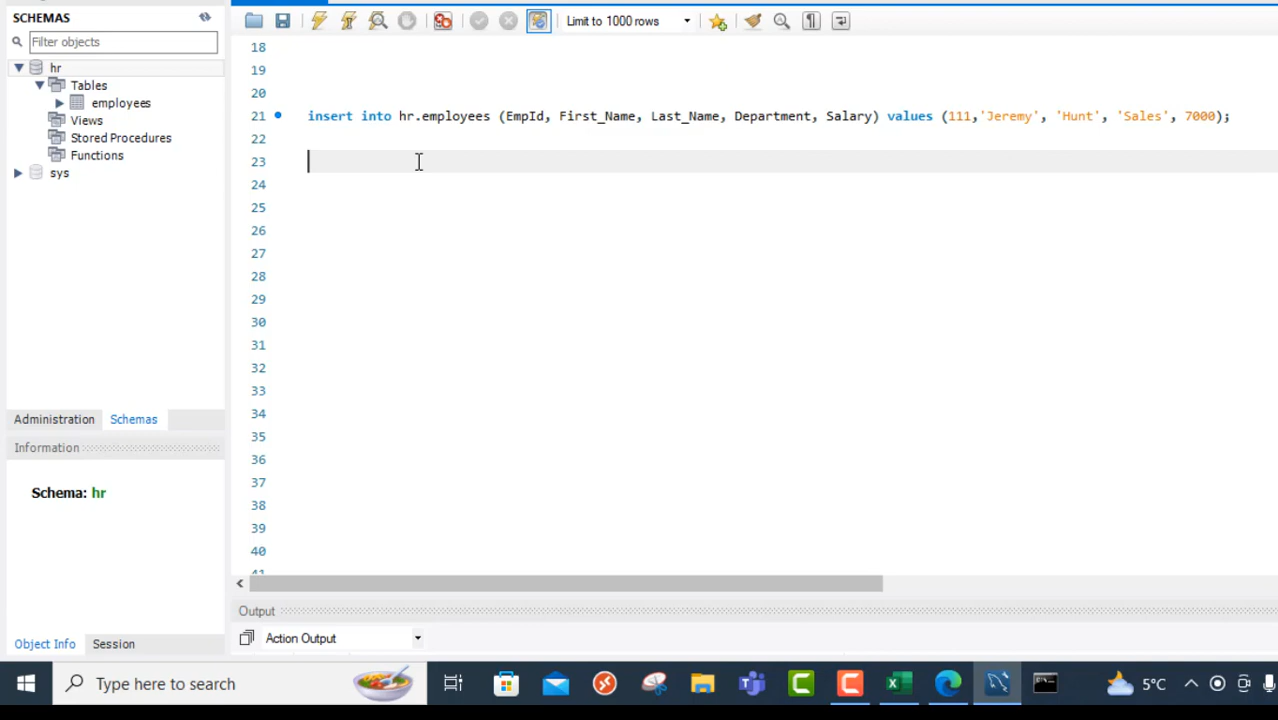 SCHEMAS
Filter objects
hr
Tables
employees
Views
Stored Procedures
Functions
sys
Administration Schemas
Information
Schema: hr
Object Info Session
Limit to 1000 rows
18
19
20
21 insert into hr.employees (EmpId, First_Name, Last_Name, Department, Salary) values (111,'Jeremy', 'Hunt', 'Sales', 7000);
22
23
24
25
26
27
28
29
30
31
32
33
34
35
36
37
38
39
40
41
Output
Action Output
Type here to search
5°C